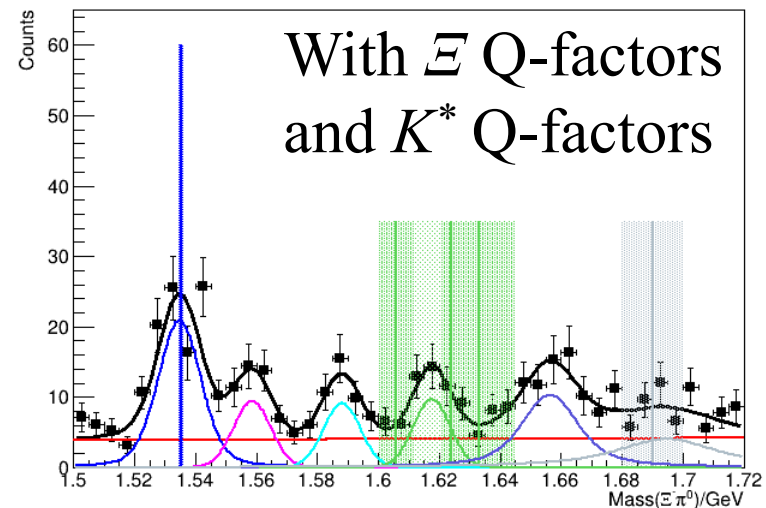 Counts
With Ξ Q-factors
and K* Q-factors
60
50
40
30
20
10
0
1.5 1.52 1.54 1.56 1.58 1.6 1.62 1.64 1.66 1.68 1.7 1.72
Mass(Ξ⁻π⁰)/GeV